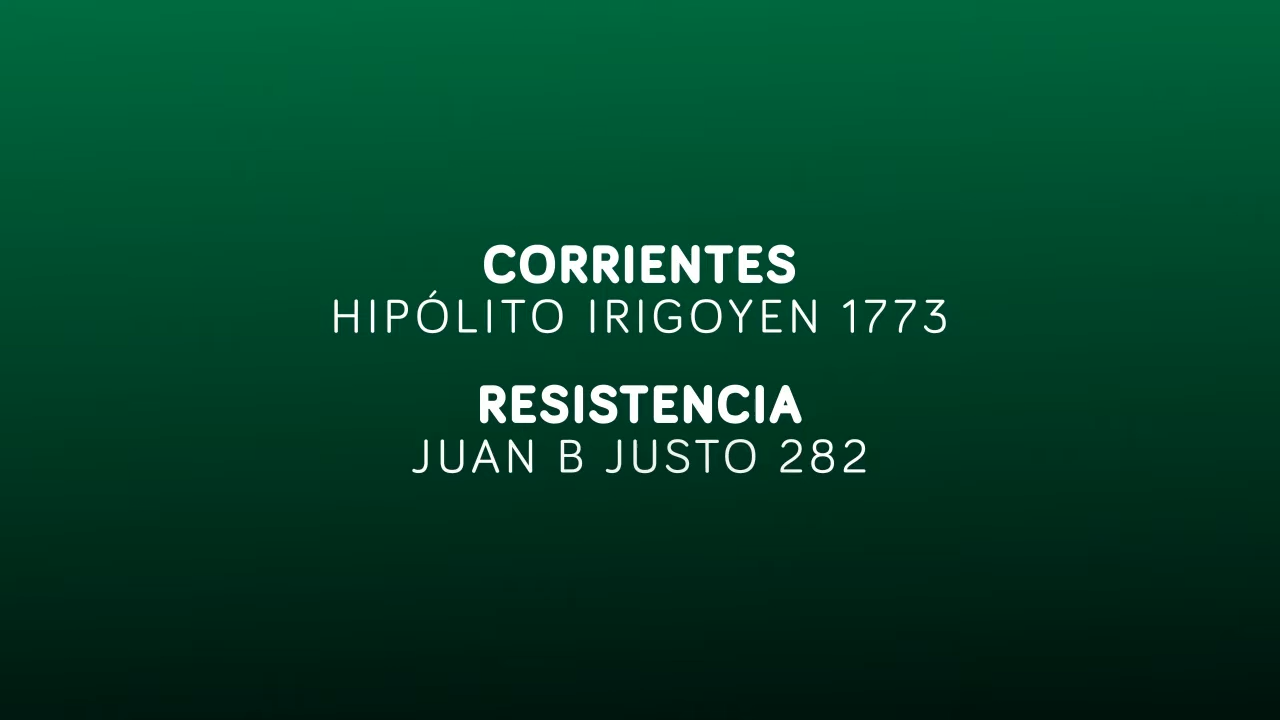 CORRIENTES
HIPÓLITO IRIGOYEN 1773
RESISTENCIA
JUAN B JUSTO 282